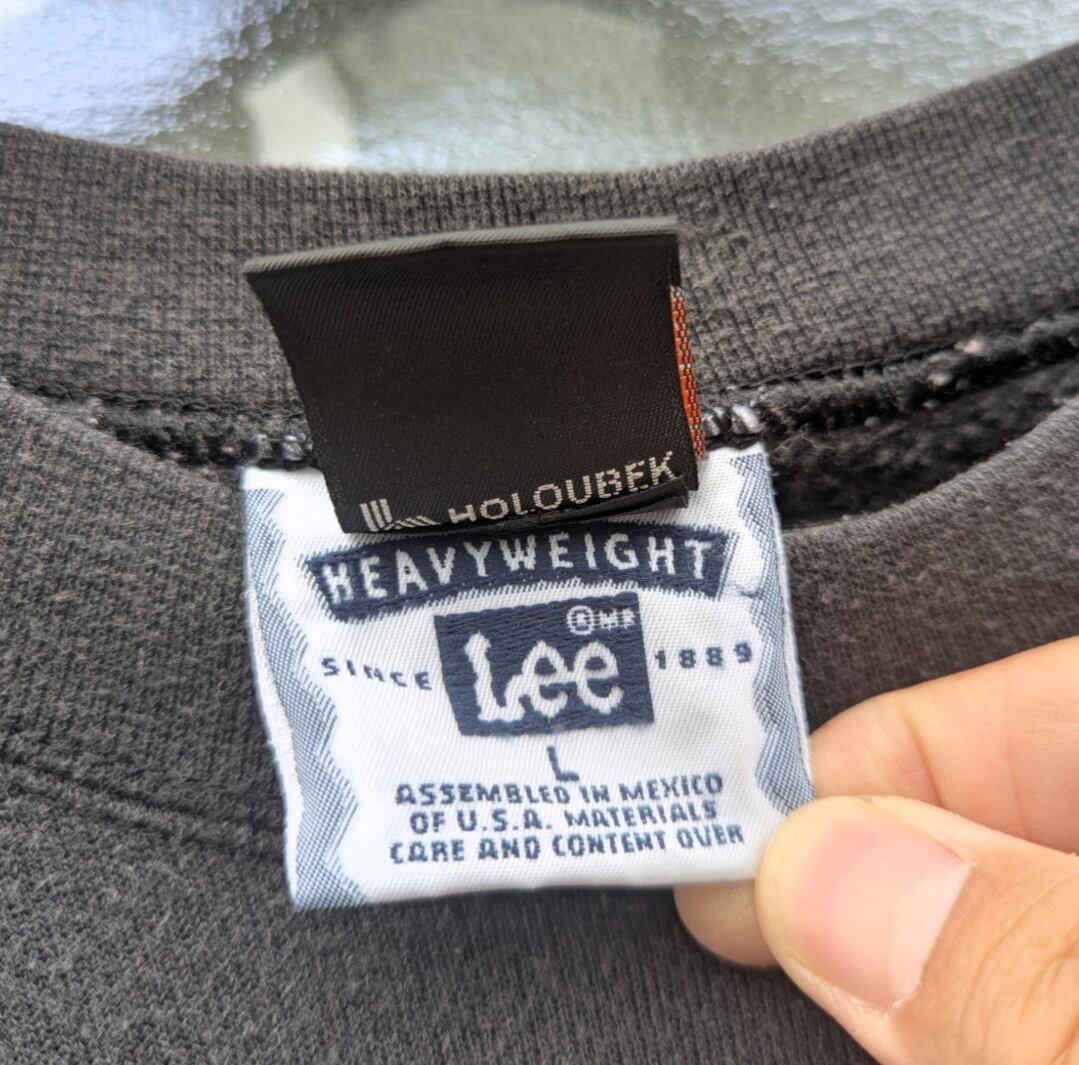 HOLOUBEK
HEAVYWEIGHT
®MR
Lee
SINCE 1889
L
ASSEMBLED IN MEXICO
OF U.S.A. MATERIALS
CARE AND CONTENT OVER